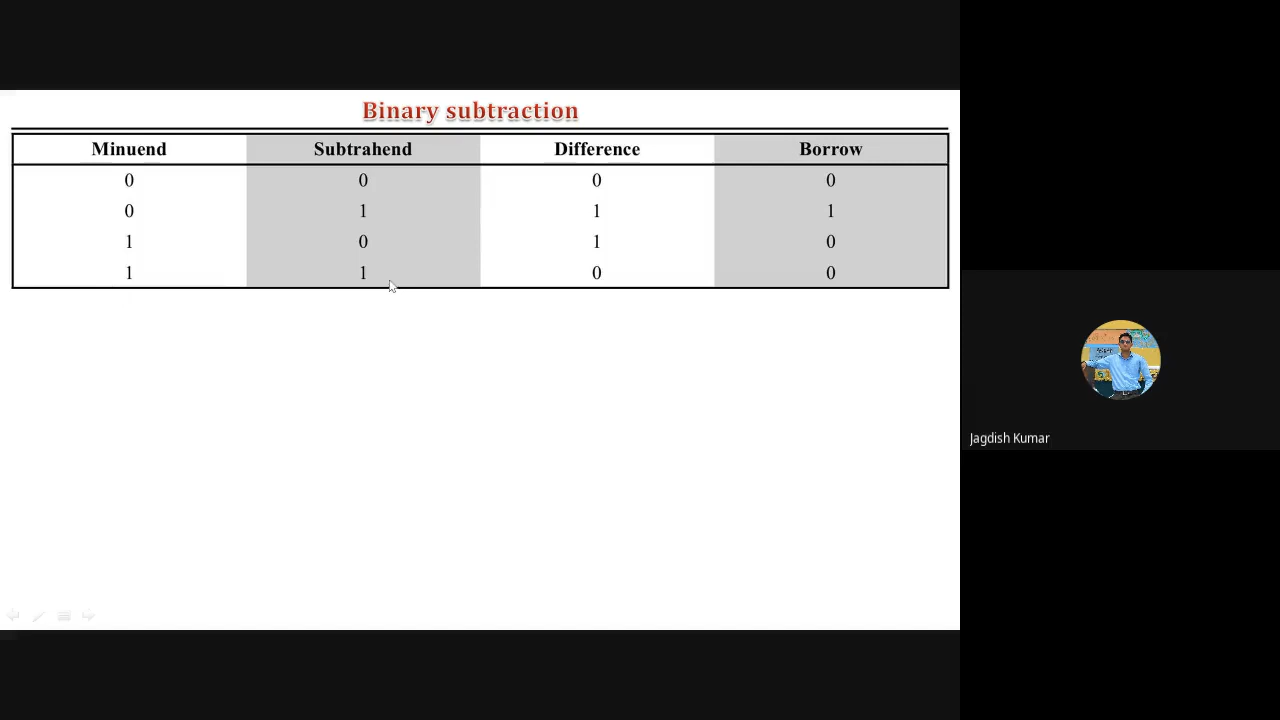 Binary subtraction
Minuend Subtrahend Difference Borrow
0 0 0 0
0 1 1 1
1 0 1 0
1 1 0 0
Jagdish Kumar